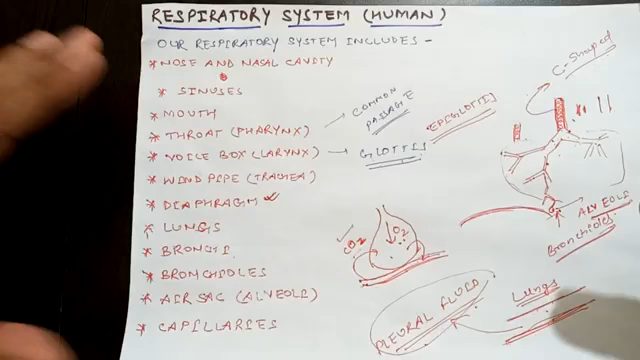 RESPIRATORY SYSTEM (HUMAN)
OUR RESPIRATORY SYSTEM INCLUDES -
* NOSE AND NASAL CAVITY
* SINUSES
* MOUTH
* THROAT (PHARYNX)
COMMON PASSAGE
* VOICE BOX (LARYNX)
GLOTTIS
EPIGLOTTIS
* WIND PIPE (TRACHEA)
* DIAPHRAGM
* LUNGS
* BRONCHI
* BRONCHIOLES
* AIR SAC (ALVEOLI)
* CAPILLARIES
C-Shaped
ALVEOLI
Bronchioles
CO2
O2
PLEURAL FLUID
Lungs